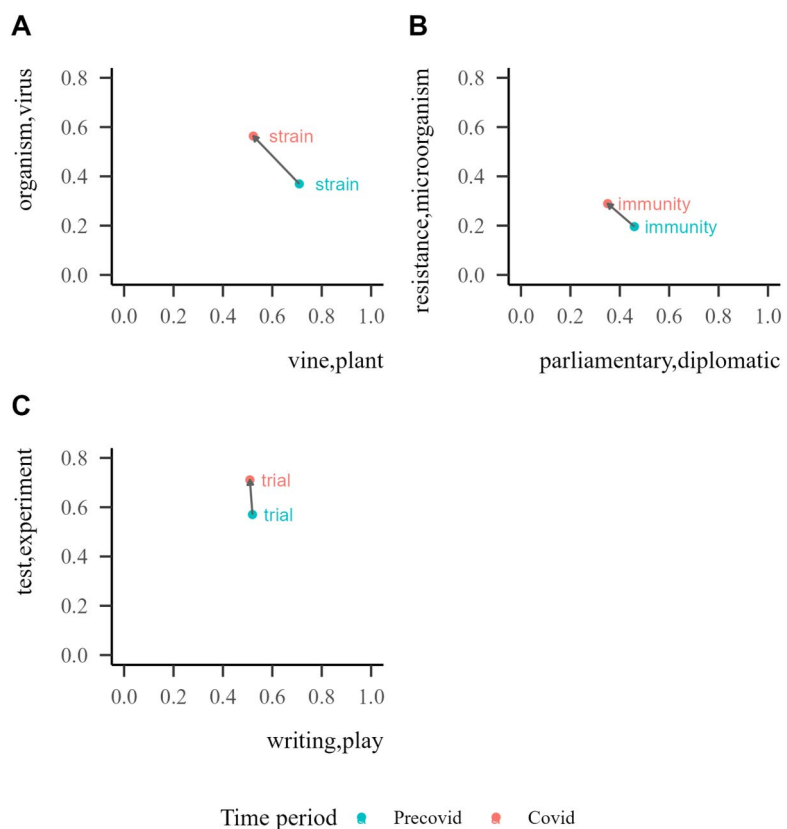 A
organism,virus
0.8
0.6
0.4
0.2
0.0
strain
strain
0.0 0.2 0.4 0.6 0.8 1.0
vine,plant
B
resistance,microorganism
0.8
0.6
0.4
0.2
0.0
immunity
immunity
0.0 0.2 0.4 0.6 0.8 1.0
parliamentary,diplomatic
C
test,experiment
0.8
0.6
0.4
0.2
0.0
trial
trial
0.0 0.2 0.4 0.6 0.8 1.0
writing,play
Time period Precovid Covid